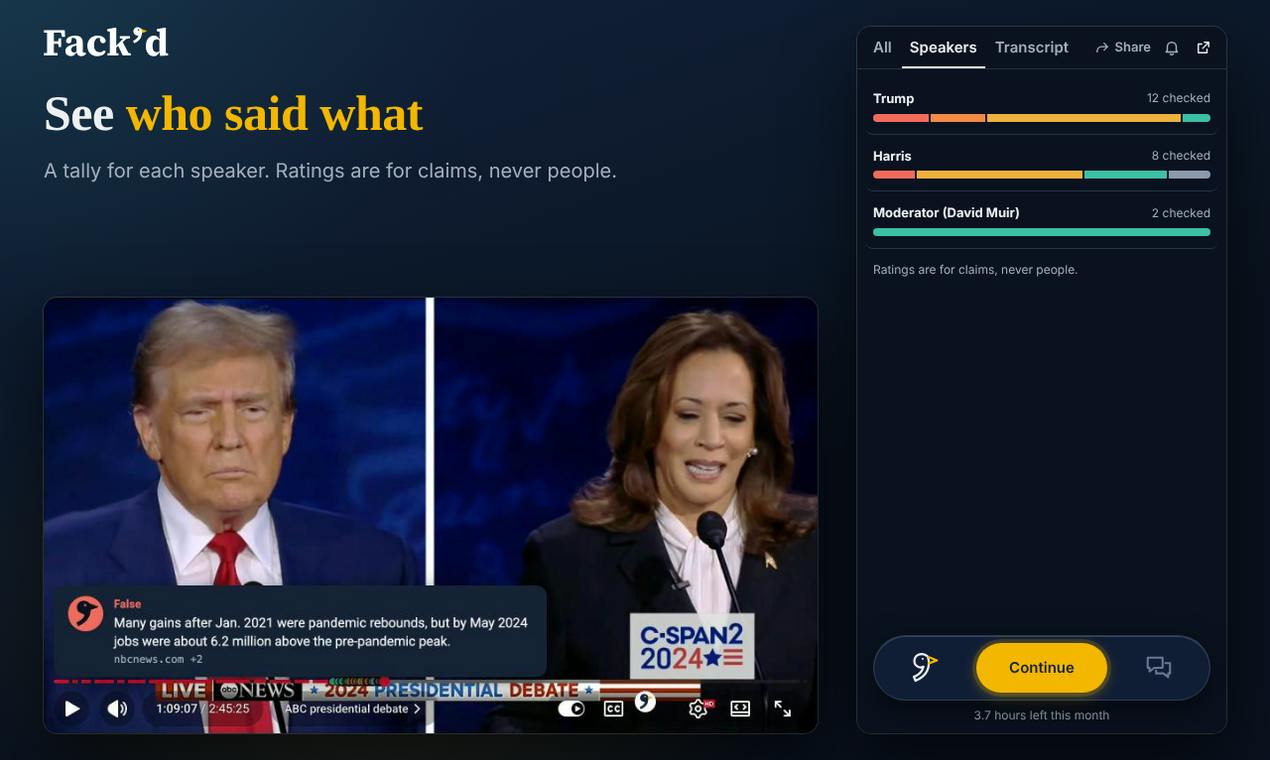 Fack’d
See who said what
A tally for each speaker. Ratings are for claims, never people.
All Speakers Transcript Share
Trump 12 checked
Harris 8 checked
Moderator (David Muir) 2 checked
Ratings are for claims, never people.
False
Many gains after Jan. 2021 were pandemic rebounds, but by May 2024
jobs were about 6.2 million above the pre-pandemic peak.
nbcnews.com +2
C-SPAN2
2024
LIVE abc NEWS 2024 PRESIDENTIAL DEBATE
1:09:07 / 2:45:25 ABC presidential debate CC HD
Continue
3.7 hours left this month